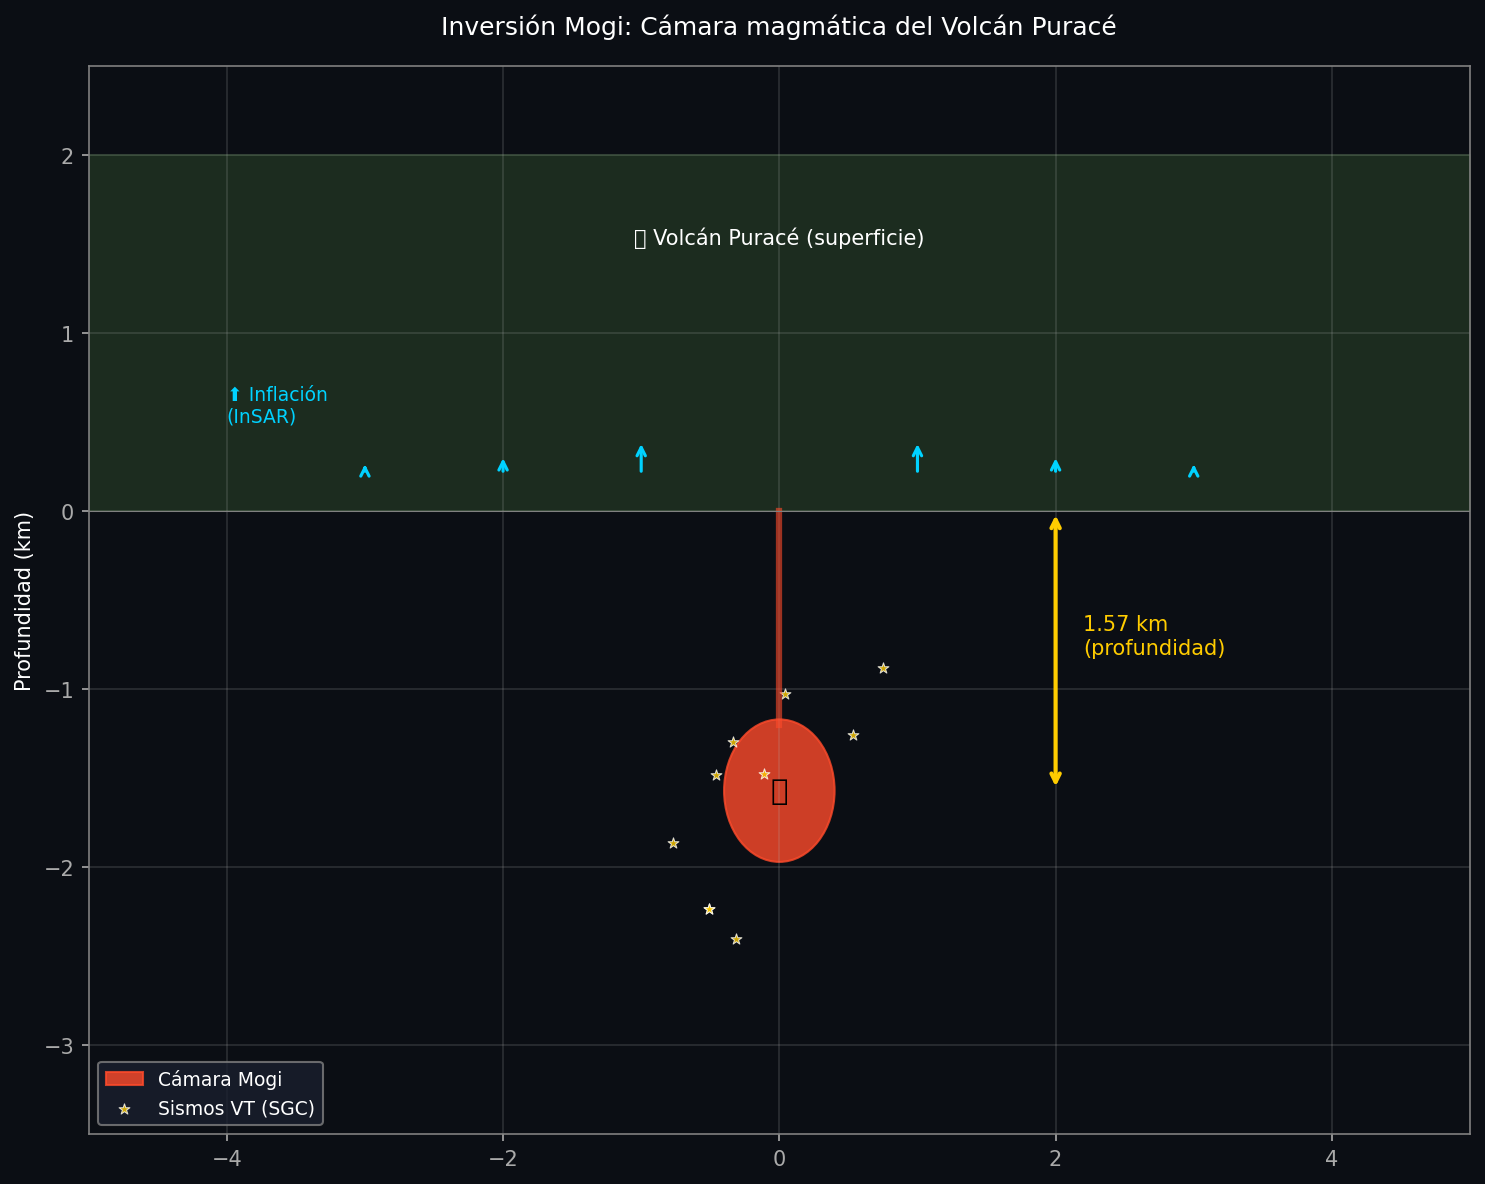 Inversión Mogi: Cámara magmática del Volcán Puracé
Profundidad (km)
2
1
0
−1
−2
−3
Volcán Puracé (superficie)
⬆ Inflación
(InSAR)
1.57 km
(profundidad)
Cámara Mogi
Sismos VT (SGC)
−4
−2
0
2
4